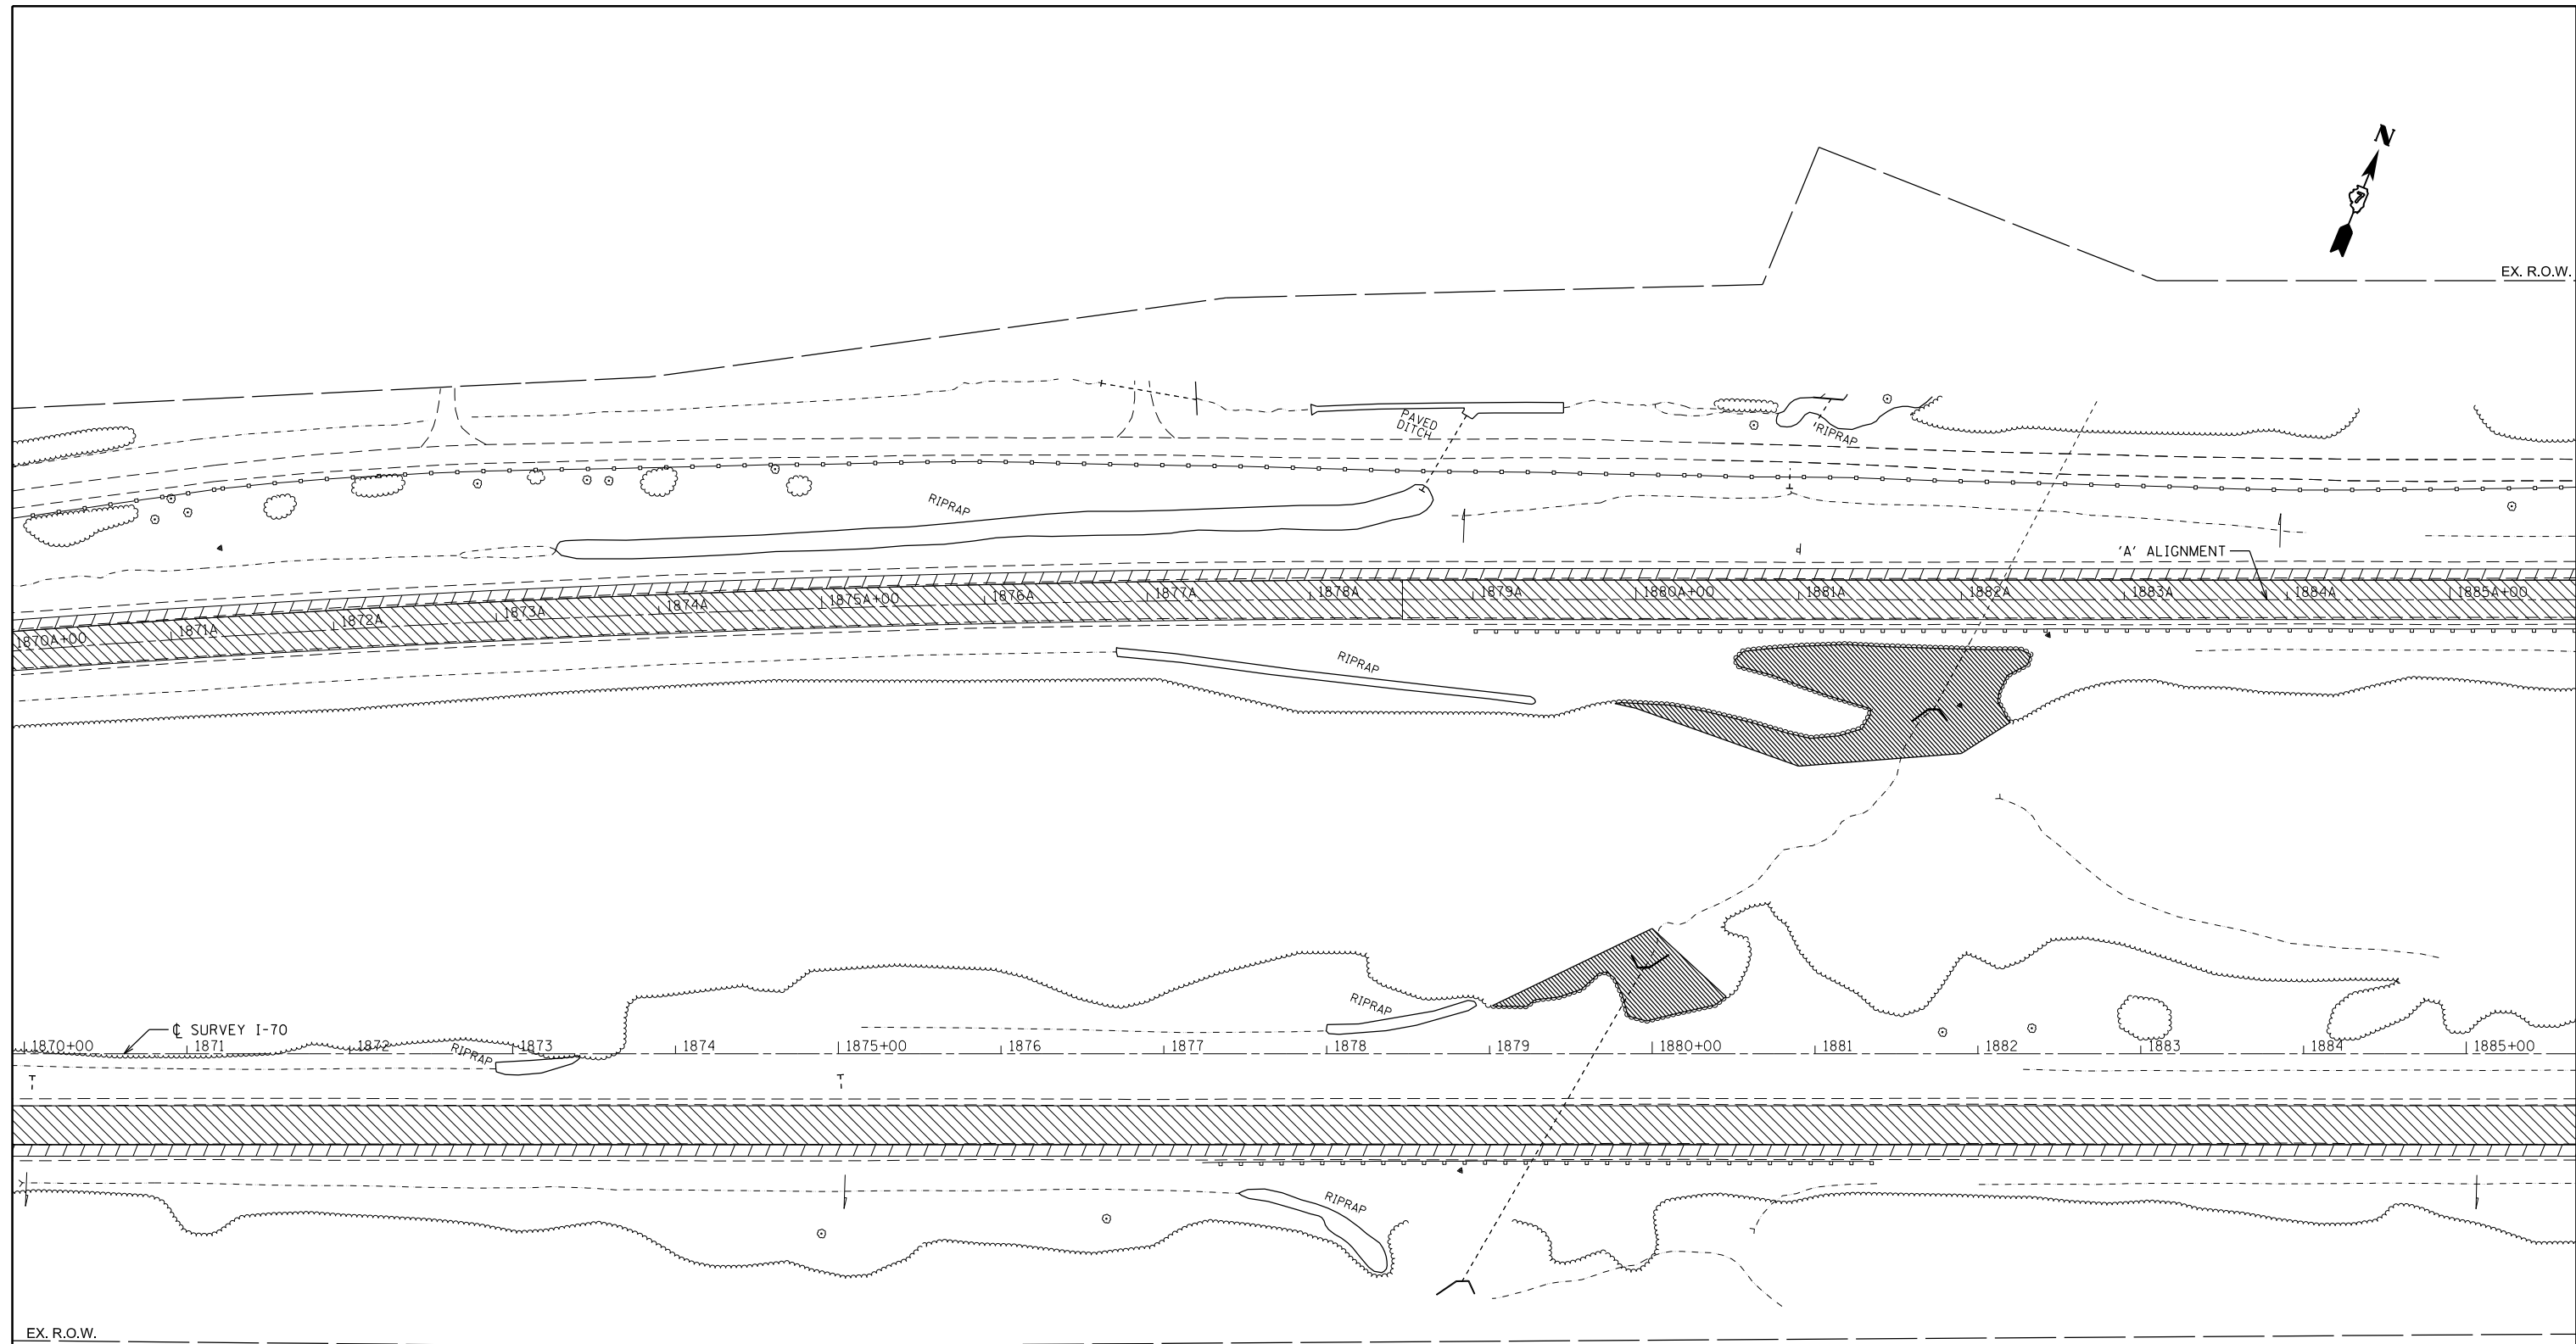 N
EX. R.O.W.
PAVED
DITCH
RIPRAP
RIPRAP
'A' ALIGNMENT
1870A+00
1871A
1872A
1873A
1874A
1875A+00
1876A
1877A
1878A
1879A
1880A+00
1881A
1882A
1883A
1884A
1885A+00
RIPRAP
RIPRAP
℄ SURVEY I-70
1870+00
1871
1872
1873
1874
1875+00
1876
1877
1878
1879
1880+00
1881
1882
1883
1884
1885+00
RIPRAP
RIPRAP
EX. R.O.W.